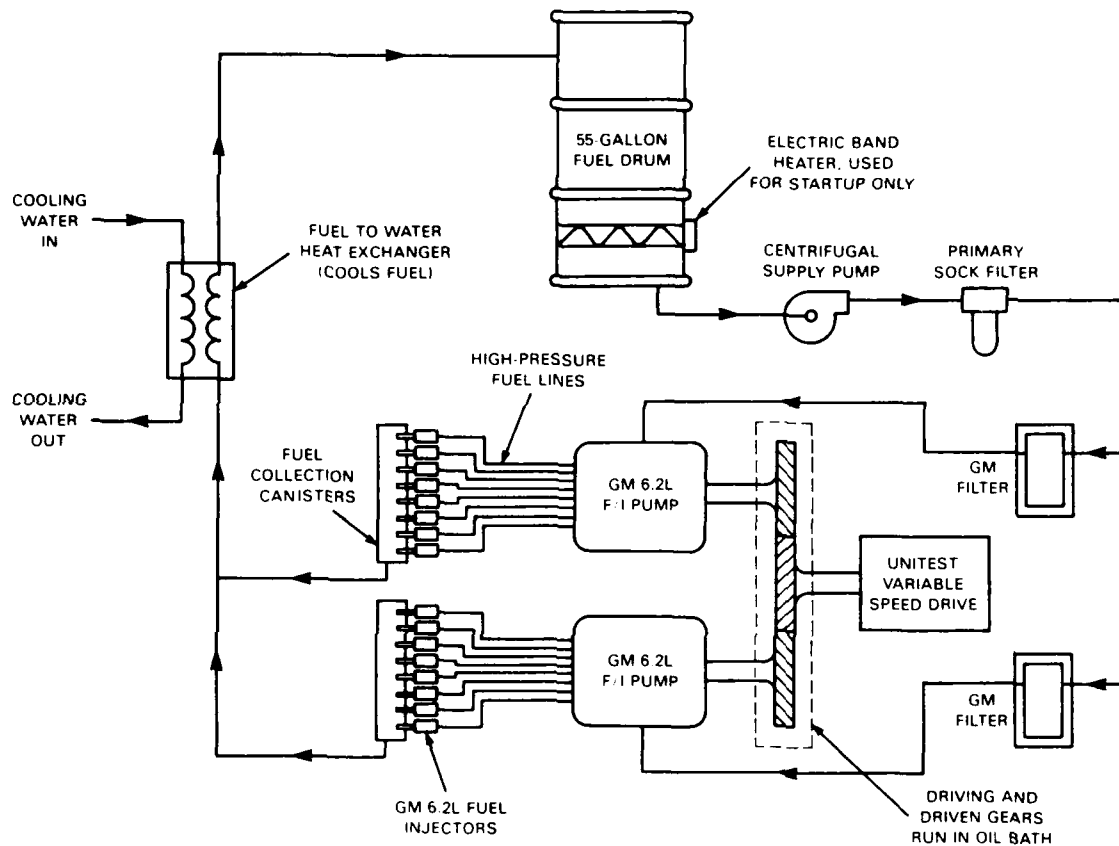 55-GALLON
FUEL DRUM
ELECTRIC BAND
HEATER, USED
FOR STARTUP ONLY
COOLING
WATER
IN
FUEL TO WATER
HEAT EXCHANGER
(COOLS FUEL)
CENTRIFUGAL
SUPPLY PUMP
PRIMARY
SOCK FILTER
COOLING
WATER
OUT
HIGH-PRESSURE
FUEL LINES
FUEL
COLLECTION
CANISTERS
GM 6.2L
F/I PUMP
GM
FILTER
UNITEST
VARIABLE
SPEED DRIVE
GM 6.2L
F/I PUMP
GM
FILTER
GM 6.2L FUEL
INJECTORS
DRIVING AND
DRIVEN GEARS
RUN IN OIL BATH